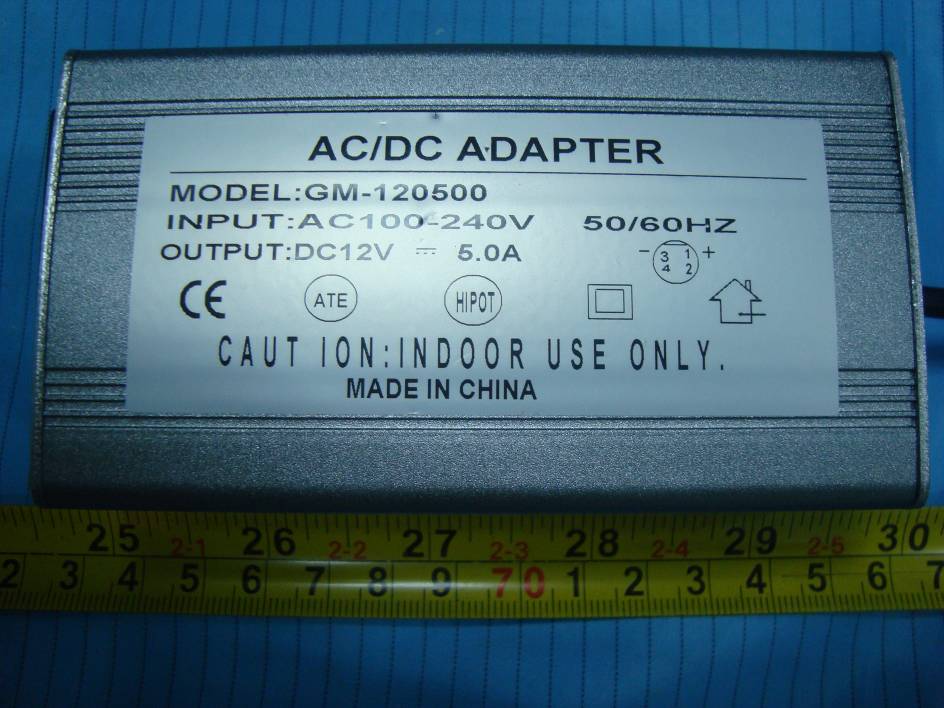 AC/DC ADAPTER
MODEL:GM-120500
INPUT:AC100-240V 50/60HZ
OUTPUT:DC12V ⎓ 5.0A - 3 1 +
4 2
CE ATE HIPOT
CAUT ION:INDOOR USE ONLY.
MADE IN CHINA
25 2-1 26 2-2 27 2-3 28 2-4 29 2-5 30
2 3 4 5 6 7 8 9 70 1 2 3 4 5 6 7